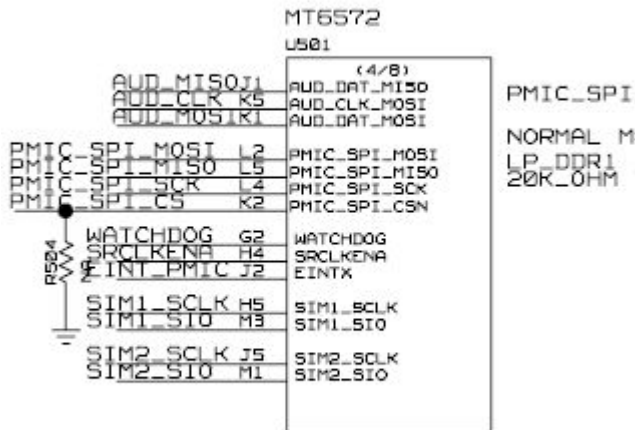 MT6572
U501
(4/8)
AUD_MISO J1 AUD_DAT_MISO
AUD_CLK K5 AUD_CLK_MOSI
AUD_MOSI K1 AUD_DAT_MOSI
PMIC_SPI
NORMAL M
LP_DDR1
20K_OHM
PMIC_SPI_MOSI L2 PMIC_SPI_MOSI
PMIC_SPI_MISO L5 PMIC_SPI_MISO
PMIC_SPI_SCK L4 PMIC_SPI_SCK
PMIC_SPI_CS K2 PMIC_SPI_CSN
R504
WATCHDOG G2 WATCHDOG
SRCLKENA H4 SRCLKENA
EINT_PMIC J2 EINTX
SIM1_SCLK H5 SIM1_SCLK
SIM1_SIO M3 SIM1_SIO
SIM2_SCLK J5 SIM2_SCLK
SIM2_SIO M1 SIM2_SIO